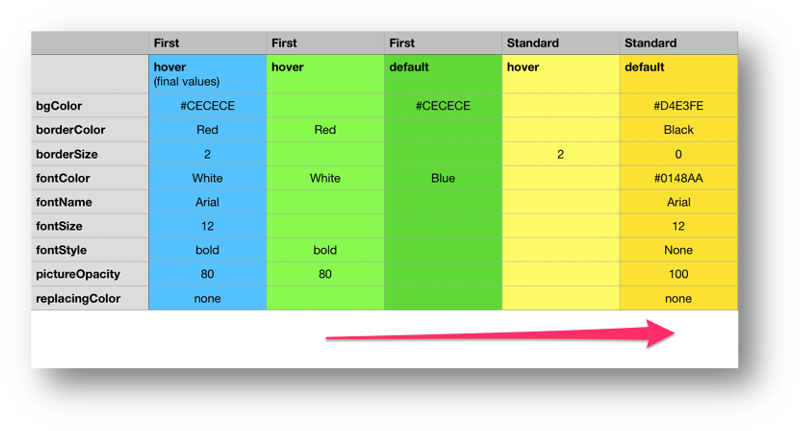 First First First Standard Standard
hover hover default hover default
(final values)
bgColor #CECECE #CECECE #D4E3FE
borderColor Red Red Black
borderSize 2 2 0
fontColor White White Blue #0148AA
fontName Arial Arial
fontSize 12 12
fontStyle bold bold None
pictureOpacity 80 80 100
replacingColor none none